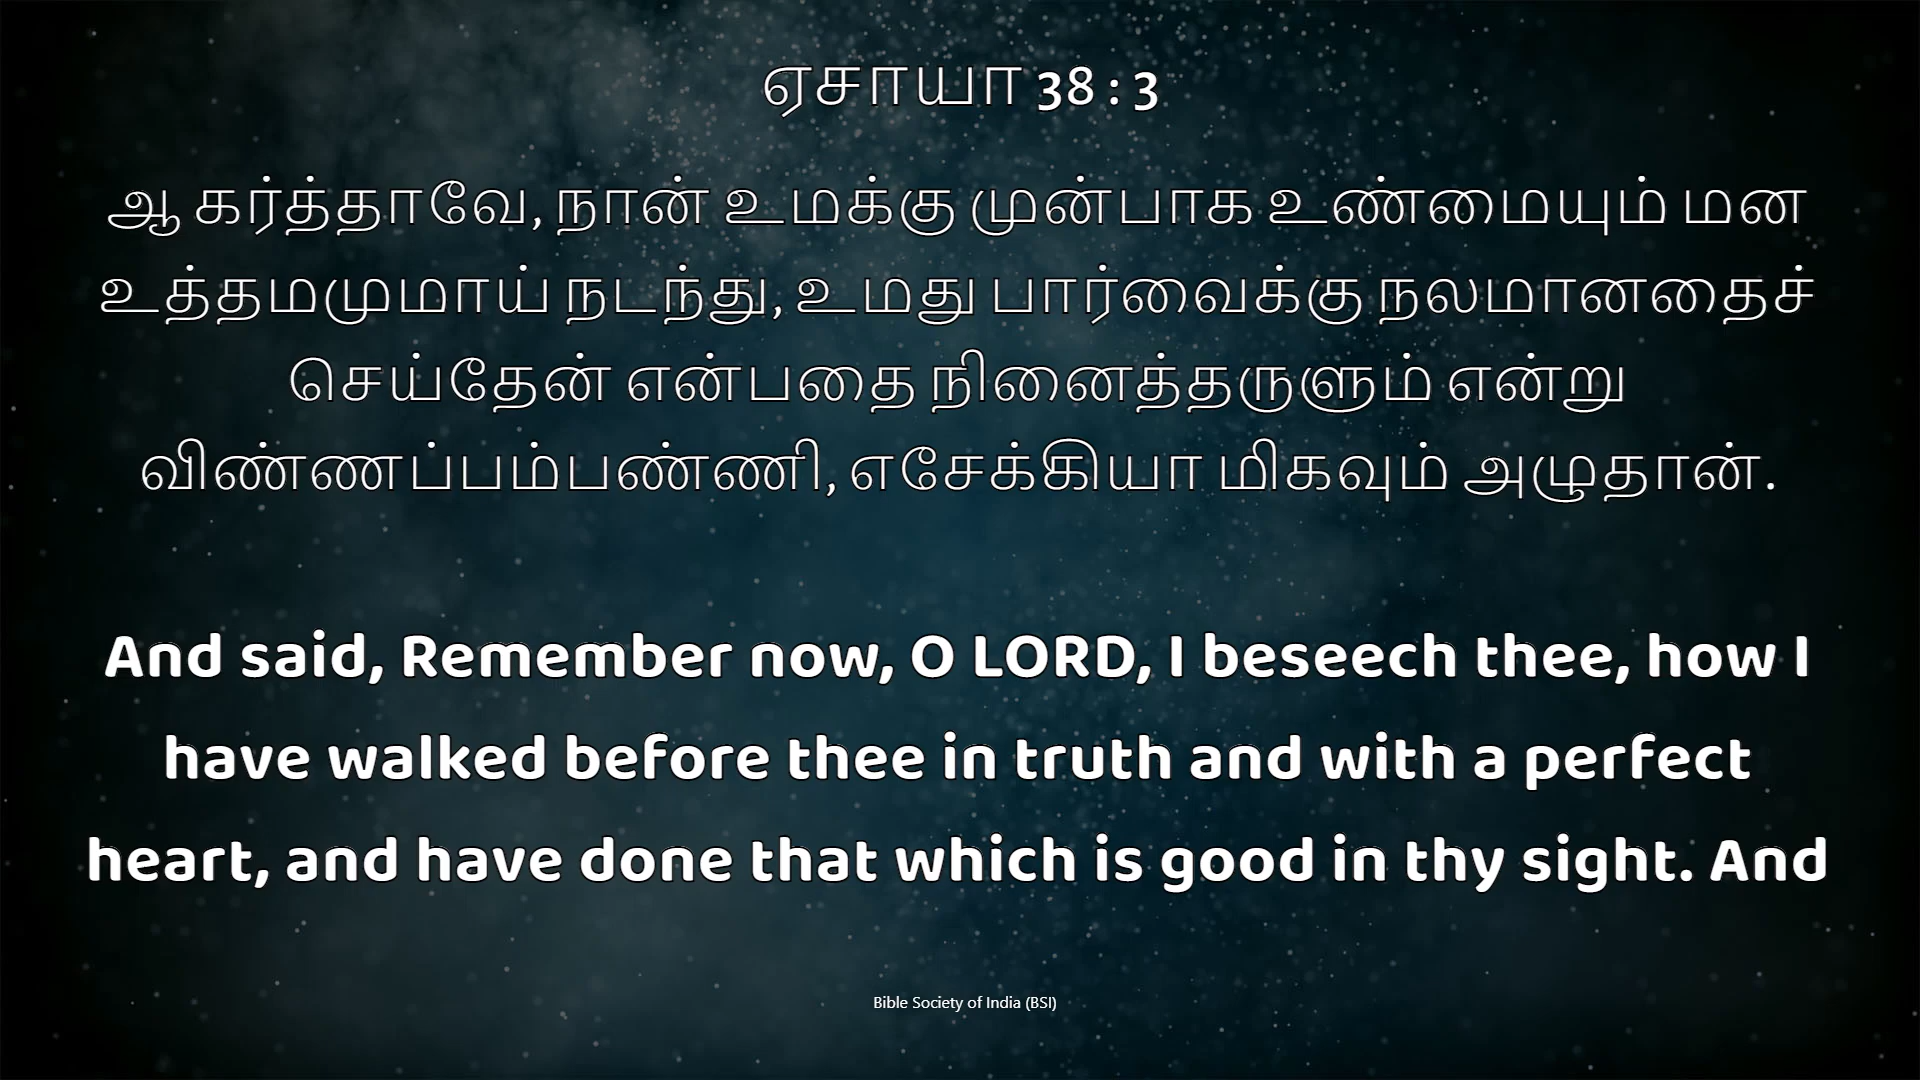 ஏசாயா 38 : 3
ஆ கர்த்தாவே, நான் உமக்கு முன்பாக உண்மையும் மன
உத்தமமுமாய் நடந்து, உமது பார்வைக்கு நலமானதைச்
செய்தேன் என்பதை நினைத்தருளும் என்று
விண்ணப்பம்பண்ணி, எசேக்கியா மிகவும் அழுதான்.
And said, Remember now, O LORD, I beseech thee, how I
have walked before thee in truth and with a perfect
heart, and have done that which is good in thy sight. And
Bible Society of India (BSI)